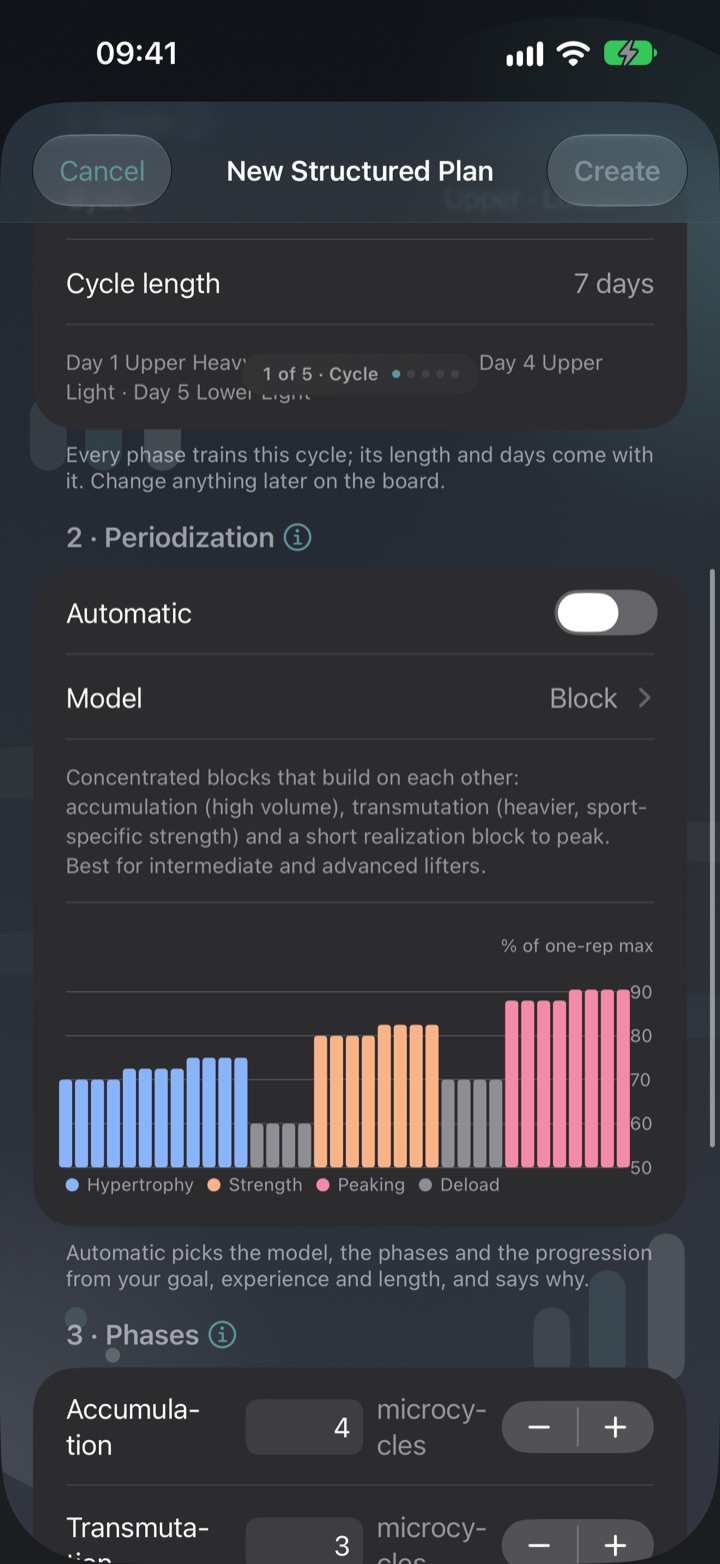 09:41
Cancel
New Structured Plan
Create
Cycle
Upper ·
Cycle length
7 days
Day 1 Upper Heavy
Day 4 Upper
1 of 5 · Cycle
Light · Day 5 Lower Light
Every phase trains this cycle; its length and days come with
it. Change anything later on the board.
2 · Periodization
Automatic
Model
Block
Concentrated blocks that build on each other:
accumulation (high volume), transmutation (heavier, sport-
specific strength) and a short realization block to peak.
Best for intermediate and advanced lifters.
% of one-rep max
90
80
70
60
50
Hypertrophy
Strength
Peaking
Deload
Automatic picks the model, the phases and the progression
from your goal, experience and length, and says why.
3 · Phases
Accumula-
tion
4
microcy-
cles
− +
Transmuta-
tion
3
microcy-
cles
− +